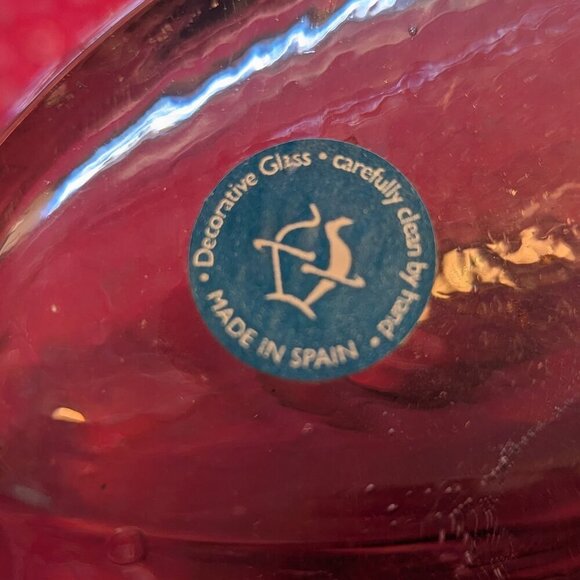 • Decorative Glass • carefully clean by hand •
MADE IN SPAIN